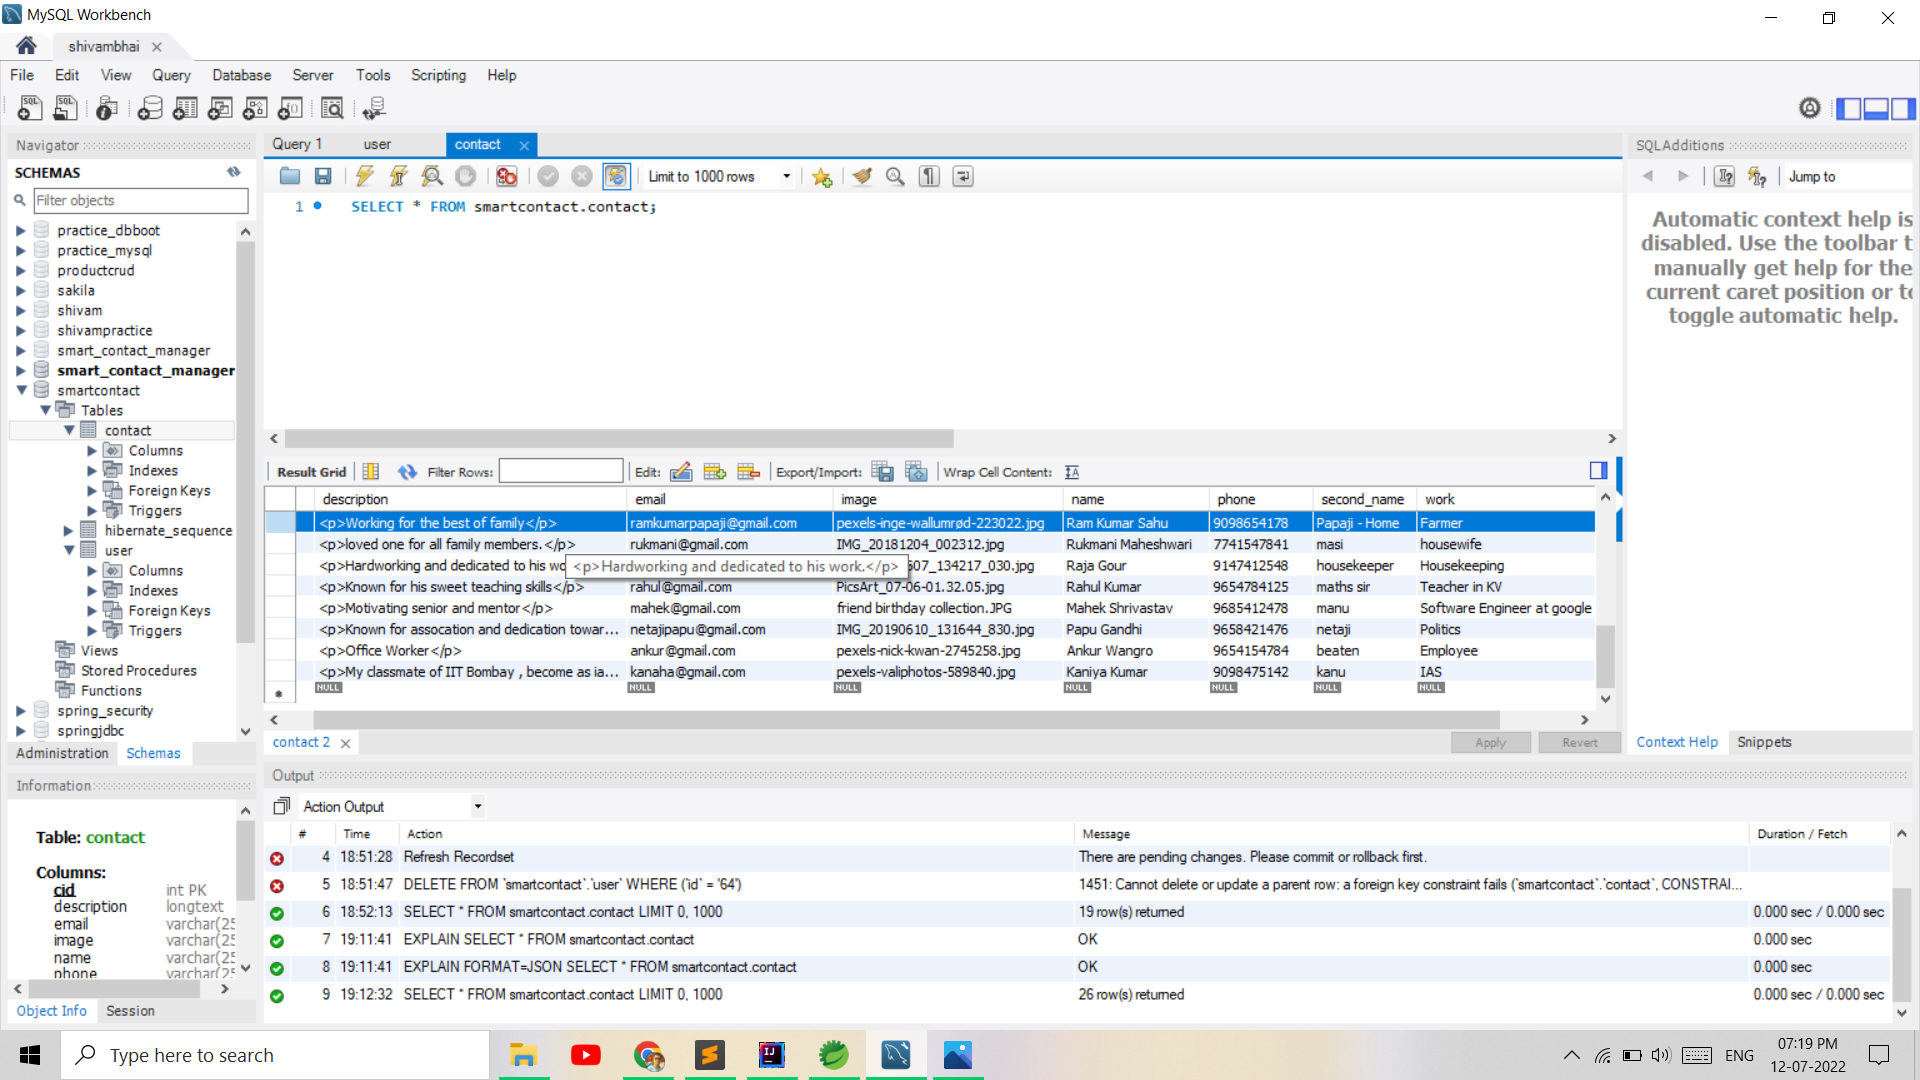 MySQL Workbench
shivambhai
File Edit View Query Database Server Tools Scripting Help
Navigator
SCHEMAS
Filter objects
practice_dbboot
practice_mysql
productcrud
sakila
shivam
shivampractice
smart_contact_manager
smart_contact_manager
smartcontact
Tables
contact
Columns
Indexes
Foreign Keys
Triggers
hibernate_sequence
user
Columns
Indexes
Foreign Keys
Triggers
Views
Stored Procedures
Functions
spring_security
springjdbc
Administration Schemas
Information
Table: contact
Columns:
cid int PK
description longtext
email varchar(25
image varchar(25
name varchar(25
phone varchar(25
Object Info Session
Query 1 user contact
Limit to 1000 rows
1 SELECT * FROM smartcontact.contact;
Result Grid Filter Rows: Edit: Export/Import: Wrap Cell Content:
description email image name phone second_name work
<p>Working for the best of family</p> ramkumarpapaji@gmail.com pexels-inge-wallumrød-223022.jpg Ram Kumar Sahu 9098654178 Papaji - Home Farmer
<p>loved one for all family members.</p> rukmani@gmail.com IMG_20181204_002312.jpg Rukmani Maheshwari 7741547841 masi housewife
<p>Hardworking and dedicated to his wo <p>Hardworking and dedicated to his work.</p> 607_134217_030.jpg Raja Gour 9147412548 housekeeper Housekeeping
<p>Known for his sweet teaching skills</p> rahul@gmail.com PicsArt_07-06-01.32.05.jpg Rahul Kumar 9654784125 maths sir Teacher in KV
<p>Motivating senior and mentor</p> mahek@gmail.com friend birthday collection.JPG Mahek Shrivastav 9685412478 manu Software Engineer at google
<p>Known for assocation and dedication towar... netajipapu@gmail.com IMG_20190610_131644_830.jpg Papu Gandhi 9658421476 netaji Politics
<p>Office Worker</p> ankur@gmail.com pexels-nick-kwan-2745258.jpg Ankur Wangro 9654154784 beaten Employee
<p>My classmate of IIT Bombay , become as ia... kanaha@gmail.com pexels-valiphotos-589840.jpg Kaniya Kumar 9098475142 kanu IAS
NULL NULL NULL NULL NULL NULL NULL
contact 2
Apply Revert
SQLAdditions
Jump to
Automatic context help is
disabled. Use the toolbar t
manually get help for the
current caret position or to
toggle automatic help.
Context Help Snippets
Output
Action Output
# Time Action Message Duration / Fetch
4 18:51:28 Refresh Recordset There are pending changes. Please commit or rollback first.
5 18:51:47 DELETE FROM `smartcontact`.`user` WHERE (`id` = '64') 1451: Cannot delete or update a parent row: a foreign key constraint fails (`smartcontact`.`contact`, CONSTRAI...
6 18:52:13 SELECT * FROM smartcontact.contact LIMIT 0, 1000 19 row(s) returned 0.000 sec / 0.000 sec
7 19:11:41 EXPLAIN SELECT * FROM smartcontact.contact OK 0.000 sec
8 19:11:41 EXPLAIN FORMAT=JSON SELECT * FROM smartcontact.contact OK 0.000 sec
9 19:12:32 SELECT * FROM smartcontact.contact LIMIT 0, 1000 26 row(s) returned 0.000 sec / 0.000 sec
Type here to search
ENG
07:19 PM
12-07-2022